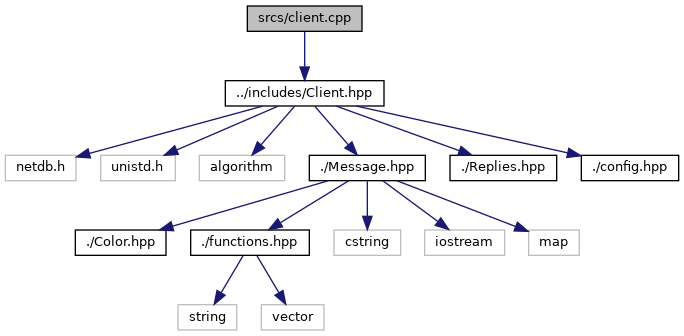 srcs/client.cpp
../includes/Client.hpp
netdb.h
unistd.h
algorithm
./Message.hpp
./Replies.hpp
./config.hpp
./Color.hpp
./functions.hpp
cstring
iostream
map
string
vector